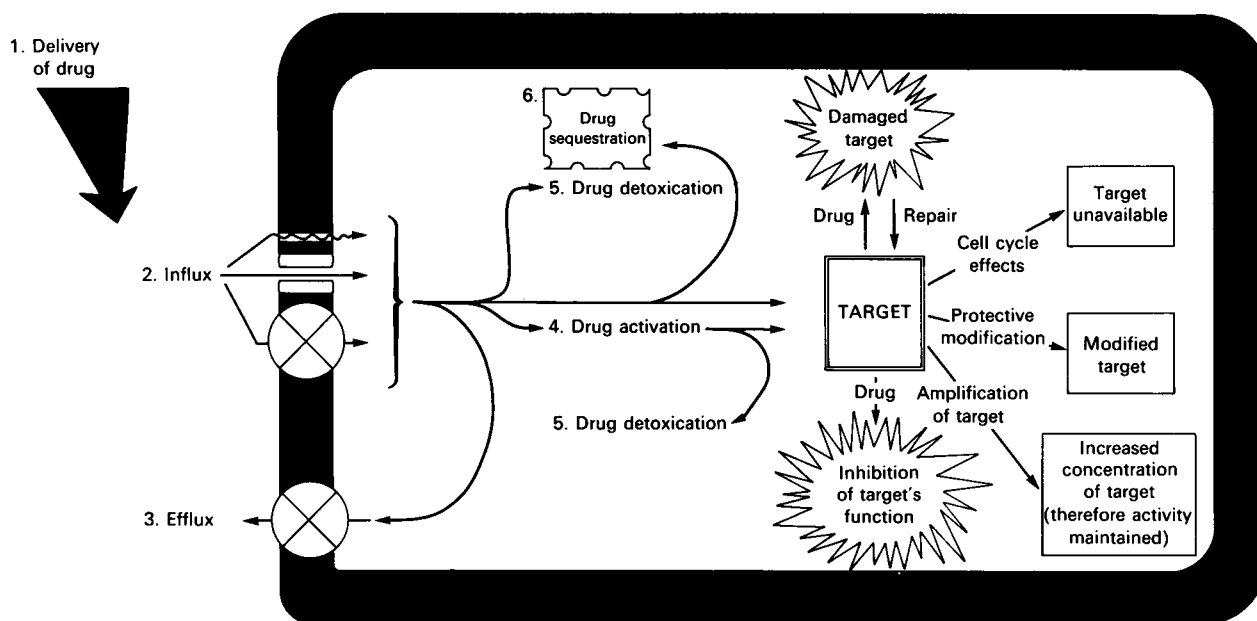 1. Delivery
of drug
6.
Drug
sequestration
5. Drug detoxication
2. Influx
4. Drug activation
5. Drug detoxication
3. Efflux
Damaged
target
Drug
Repair
TARGET
Cell cycle
effects
Target
unavailable
Protective
modification
Modified
target
Drug
Amplification
of target
Inhibition
of target's
function
Increased
concentration
of target
(therefore activity
maintained)